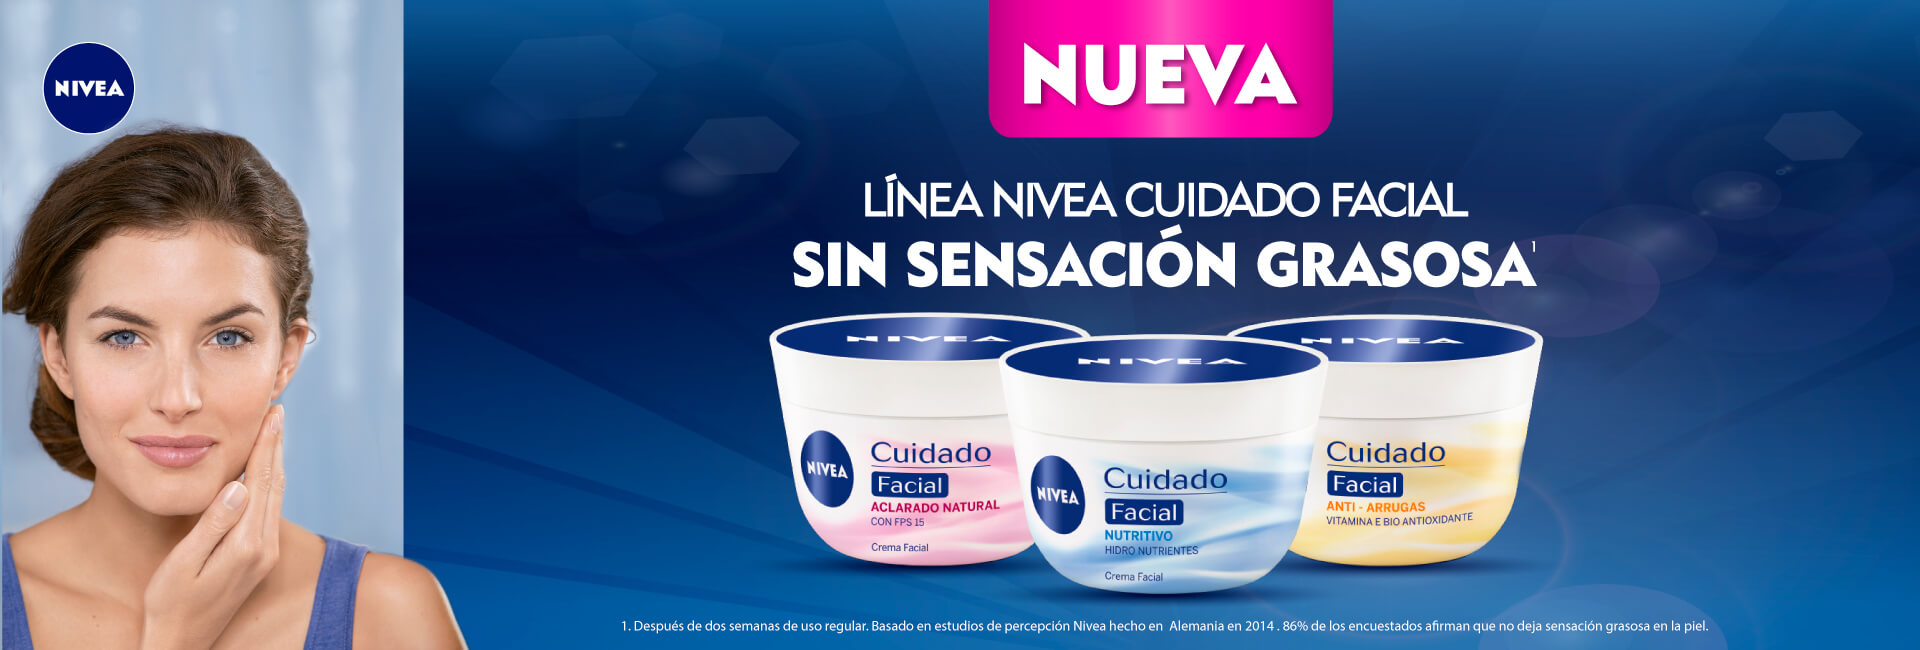 NIVEA
NUEVA
LÍNEA NIVEA CUIDADO FACIAL
SIN SENSACIÓN GRASOSA¹
NIVEA
NIVEA
Cuidado
Facial
ACLARADO NATURAL
CON FPS 15
Crema Facial
NIVEA
NIVEA
Cuidado
Facial
NUTRITIVO
HIDRO NUTRIENTES
Crema Facial
NIVEA
Cuidado
Facial
ANTI - ARRUGAS
VITAMINA E BIO ANTIOXIDANTE
1. Después de dos semanas de uso regular. Basado en estudios de percepción Nivea hecho en Alemania en 2014 . 86% de los encuestados afirman que no deja sensación grasosa en la piel.